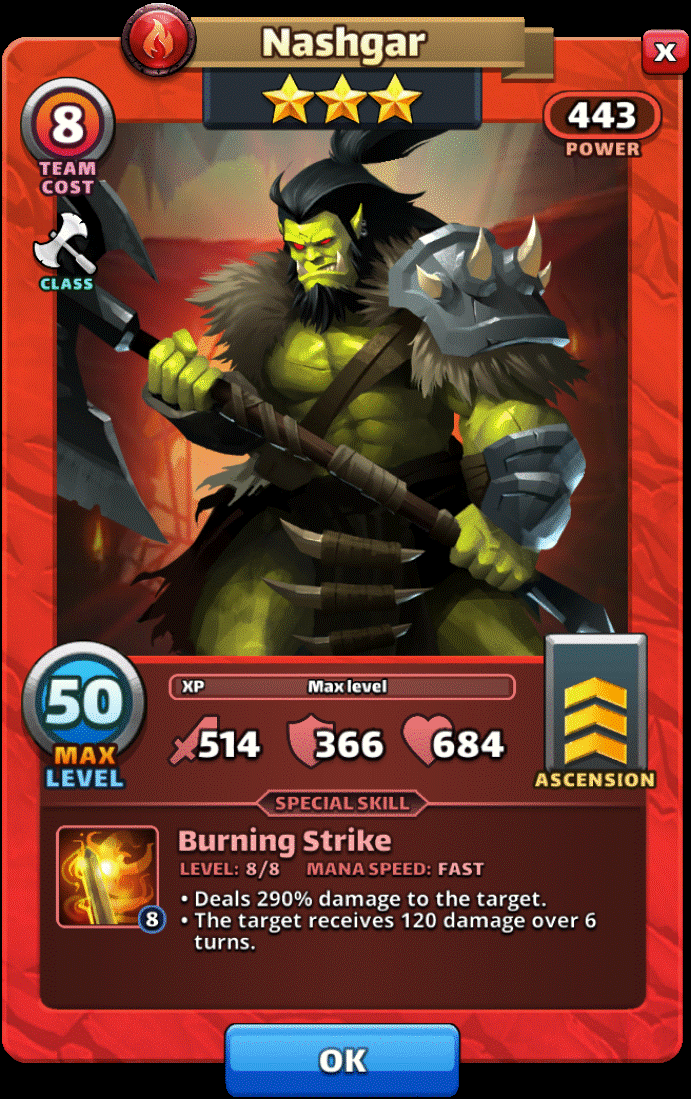 Nashgar
X
8
TEAM
COST
443
POWER
CLASS
50
MAX
LEVEL
XP Max level
514 366 684
ASCENSION
SPECIAL SKILL
Burning Strike
LEVEL: 8/8 MANA SPEED: FAST
8
• Deals 290% damage to the target.
• The target receives 120 damage over 6
turns.
OK